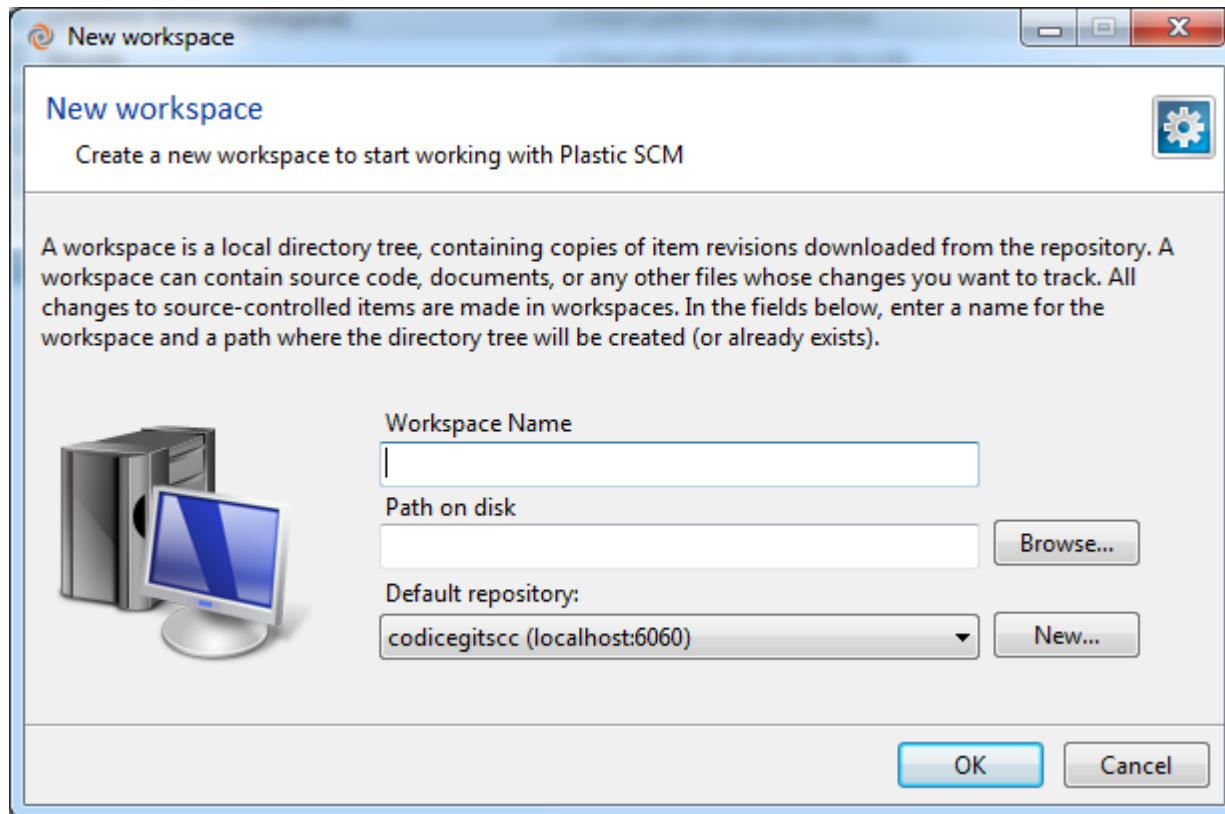 New workspace
New workspace
Create a new workspace to start working with Plastic SCM
A workspace is a local directory tree, containing copies of item revisions downloaded from the repository. A
workspace can contain source code, documents, or any other files whose changes you want to track. All
changes to source-controlled items are made in workspaces. In the fields below, enter a name for the
workspace and a path where the directory tree will be created (or already exists).
Workspace Name
Path on disk
Browse...
Default repository:
codicegitscc (localhost:6060)
New...
OK
Cancel